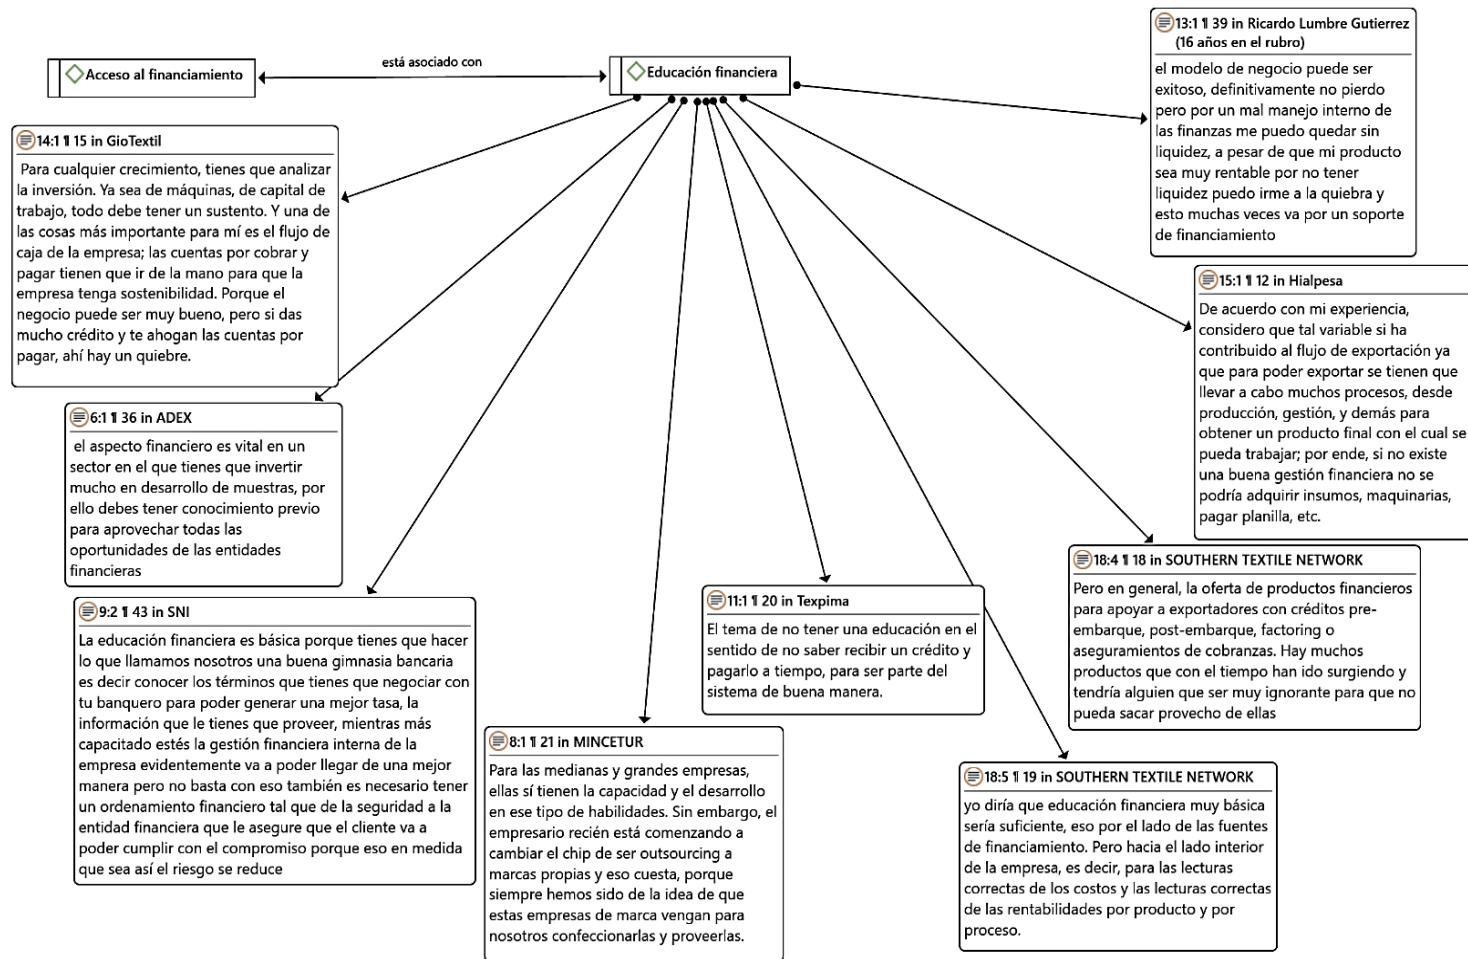 Acceso al financiamiento
está asociado con
Educación financiera
13:1 ¶ 39 in Ricardo Lumbre Gutierrez
(16 años en el rubro)
el modelo de negocio puede ser
exitoso, definitivamente no pierdo
pero por un mal manejo interno de
las finanzas me puedo quedar sin
liquidez, a pesar de que mi producto
sea muy rentable por no tener
liquidez puedo irme a la quiebra y
esto muchas veces va por un soporte
de financiamiento
14:1 ¶ 15 in GioTextil
Para cualquier crecimiento, tienes que analizar
la inversión. Ya sea de máquinas, de capital de
trabajo, todo debe tener un sustento. Y una de
las cosas más importante para mí es el flujo de
caja de la empresa; las cuentas por cobrar y
pagar tienen que ir de la mano para que la
empresa tenga sostenibilidad. Porque el
negocio puede ser muy bueno, pero si das
mucho crédito y te ahogan las cuentas por
pagar, ahí hay un quiebre.
15:1 ¶ 12 in Hialpesa
De acuerdo con mi experiencia,
considero que tal variable si ha
contribuido al flujo de exportación ya
que para poder exportar se tienen que
llevar a cabo muchos procesos, desde
producción, gestión, y demás para
obtener un producto final con el cual se
pueda trabajar; por ende, si no existe
una buena gestión financiera no se
podría adquirir insumos, maquinarias,
pagar planilla, etc.
6:1 ¶ 36 in ADEX
el aspecto financiero es vital en un
sector en el que tienes que invertir
mucho en desarrollo de muestras, por
ello debes tener conocimiento previo
para aprovechar todas las
oportunidades de las entidades
financieras
18:4 ¶ 18 in SOUTHERN TEXTILE NETWORK
Pero en general, la oferta de productos financieros
para apoyar a exportadores con créditos pre-
embarque, post-embarque, factoring o
aseguramientos de cobranzas. Hay muchos
productos que con el tiempo han ido surgiendo y
tendría alguien que ser muy ignorante para que no
pueda sacar provecho de ellas
9:2 ¶ 43 in SNI
La educación financiera es básica porque tienes que hacer
lo que llamamos nosotros una buena gimnasia bancaria
es decir conocer los términos que tienes que negociar con
tu banquero para poder generar una mejor tasa, la
información que le tienes que proveer, mientras más
capacitado estés la gestión financiera interna de la
empresa evidentemente va a poder llegar de una mejor
manera pero no basta con eso también es necesario tener
un ordenamiento financiero tal que de la seguridad a la
entidad financiera que le asegure que el cliente va a
poder cumplir con el compromiso porque eso en medida
que sea así el riesgo se reduce
11:1 ¶ 20 in Texpima
El tema de no tener una educación en el
sentido de no saber recibir un crédito y
pagarlo a tiempo, para ser parte del
sistema de buena manera.
8:1 ¶ 21 in MINCETUR
Para las medianas y grandes empresas,
ellas sí tienen la capacidad y el desarrollo
en ese tipo de habilidades. Sin embargo, el
empresario recién está comenzando a
cambiar el chip de ser outsourcing a
marcas propias y eso cuesta, porque
siempre hemos sido de la idea de que
estas empresas de marca vengan para
nosotros confeccionarlas y proveerlas.
18:5 ¶ 19 in SOUTHERN TEXTILE NETWORK
yo diría que educación financiera muy básica
sería suficiente, eso por el lado de las fuentes
de financiamiento. Pero hacia el lado interior
de la empresa, es decir, para las lecturas
correctas de los costos y las lecturas correctas
de las rentabilidades por producto y por
proceso.